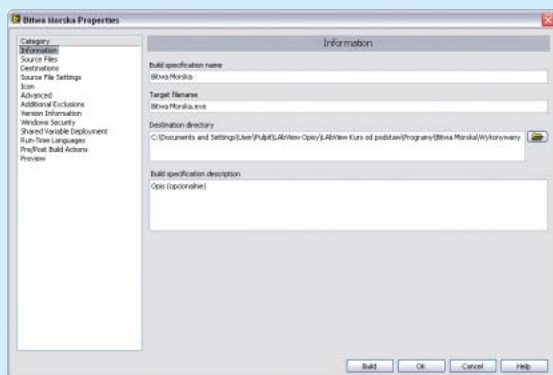 Bitwa Morska Properties
Category
Information
Source Files
Destinations
Source File Settings
Icon
Advanced
Additional Exclusions
Version Information
Windows Security
Shared Variable Deployment
Run-Time Languages
Pre/Post Build Actions
Preview
Information
Build specification name
Bitwa Morska
Target filename
Bitwa Morska.exe
Destination directory
C:\Documents and Settings\User\Pulpit\LAbView Opisy\LAbView Kurs od podstaw\Programy\Bitwa Morska\Wykonywany
Build specification description
Opis (opcjonalnie)
Build
OK
Cancel
Help